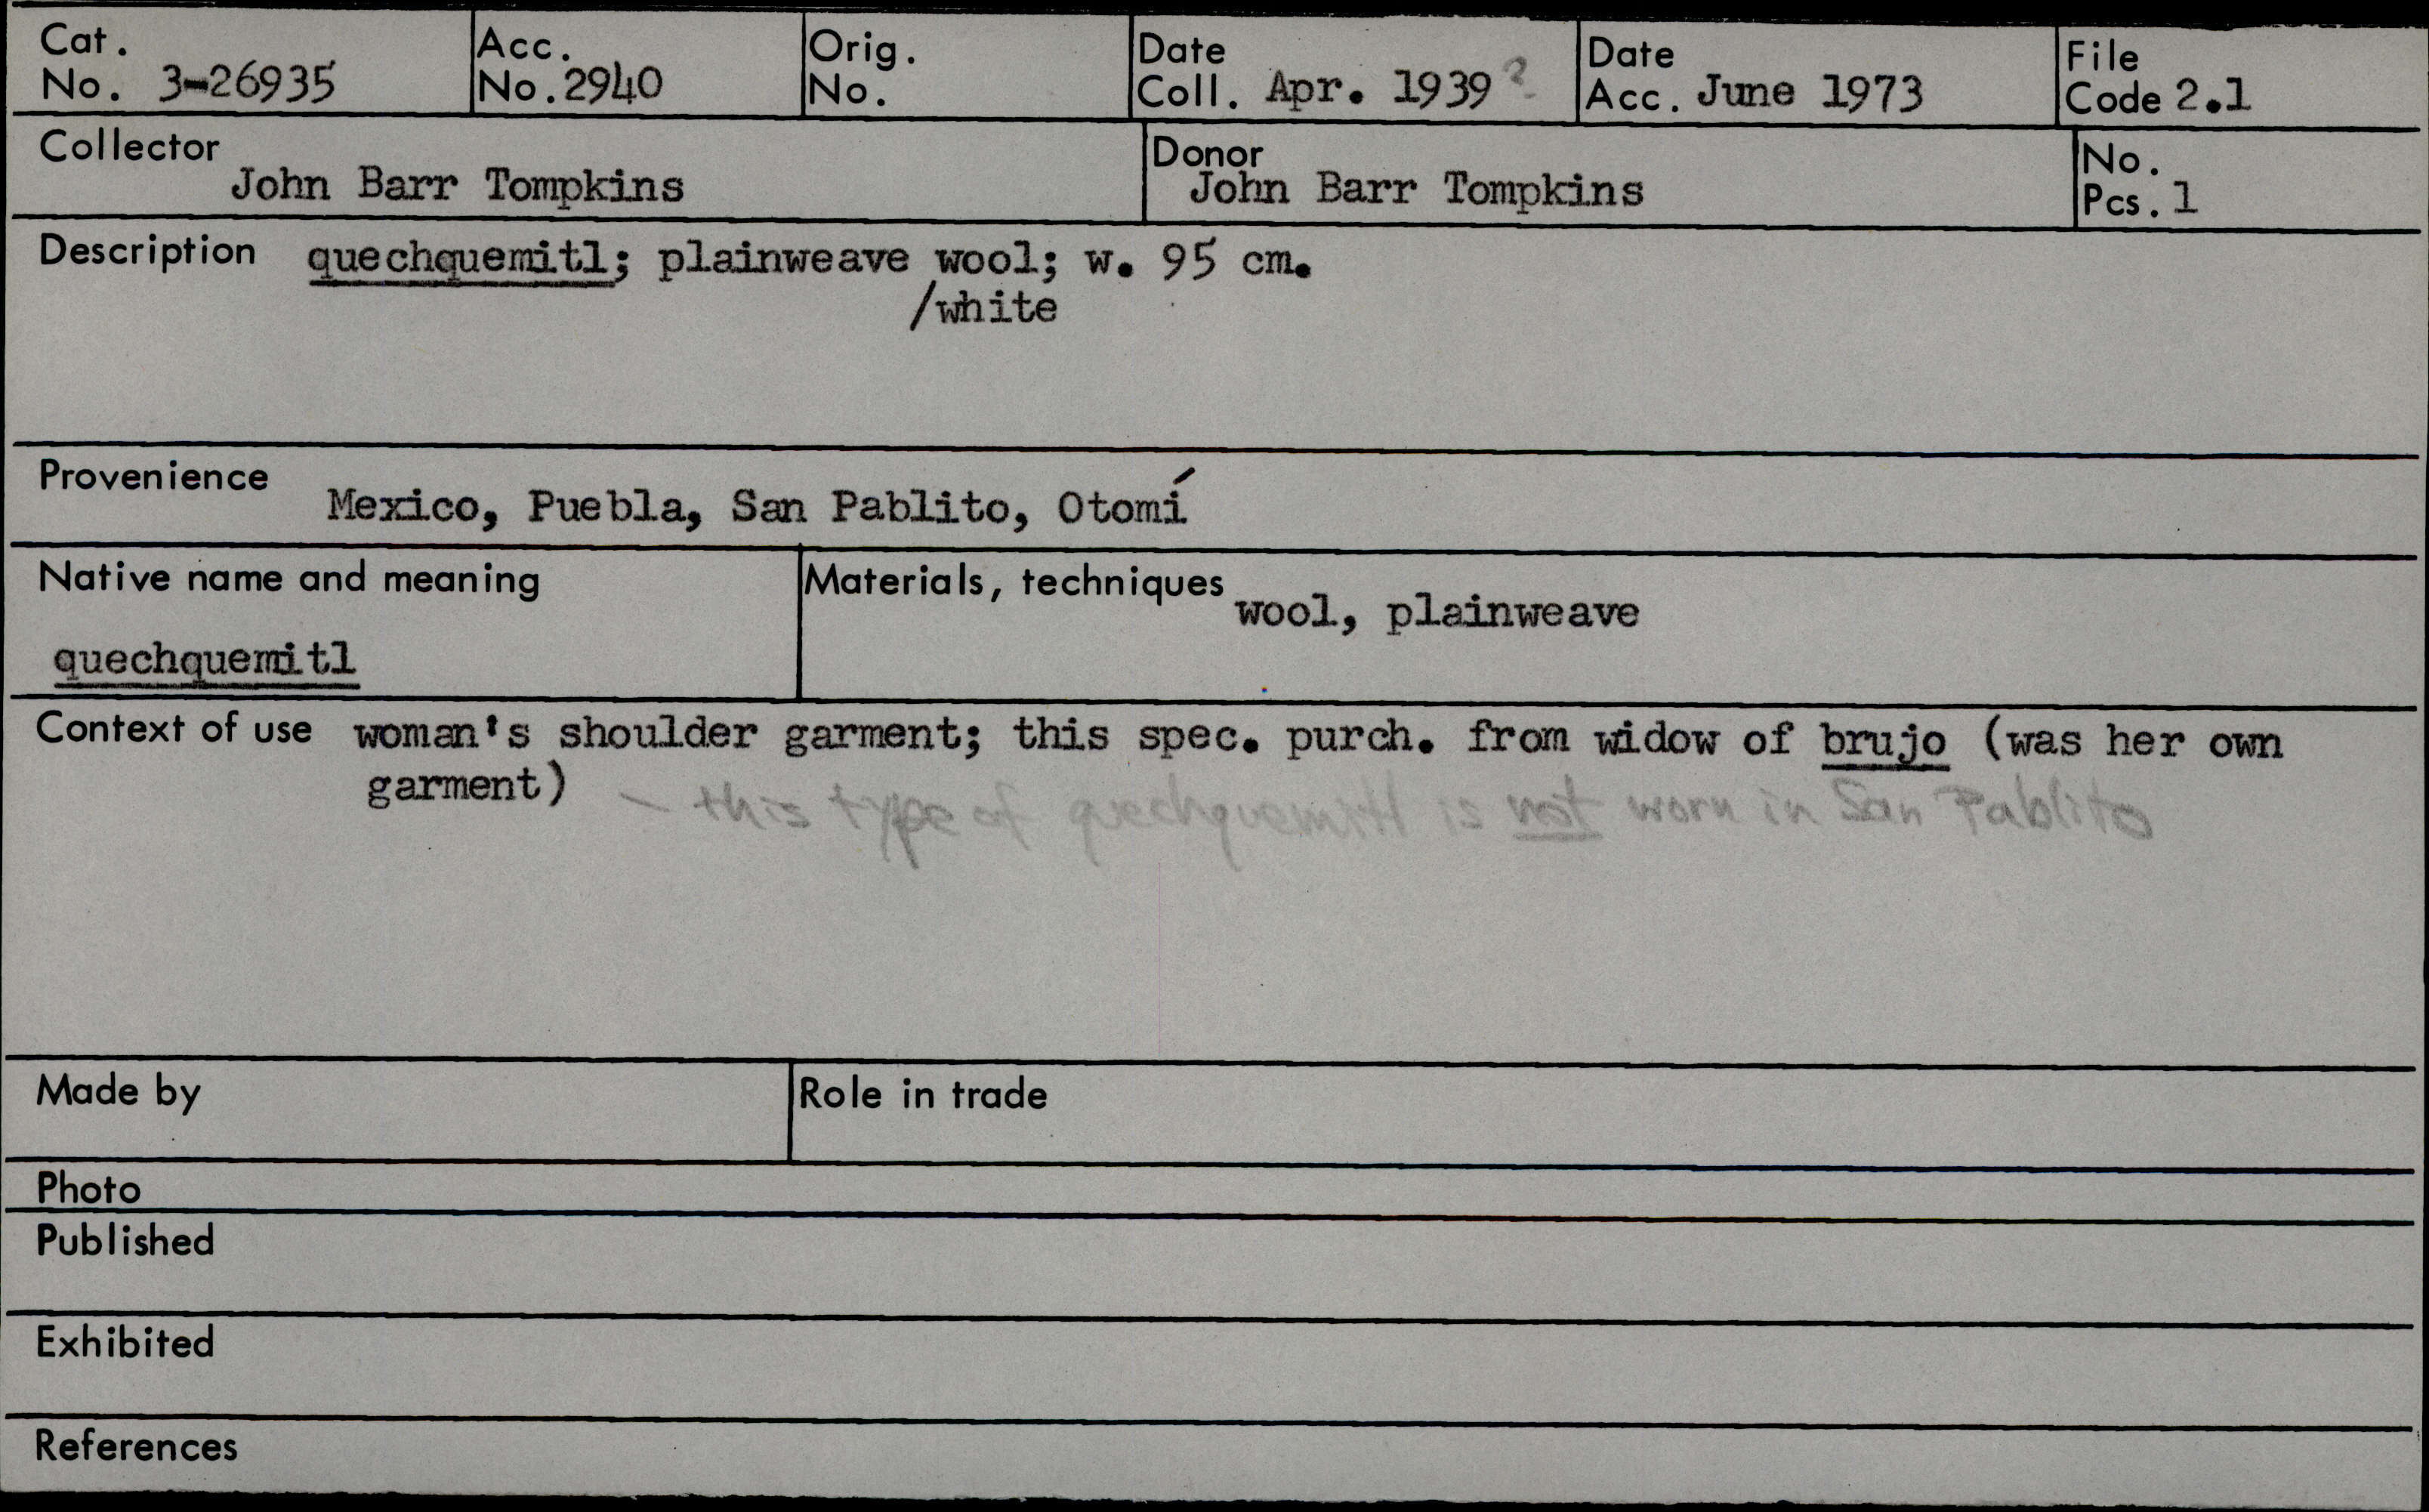 Cat. No. 3-26935
Acc. No. 2940
Orig. No.
Date Coll. Apr. 1939 ?
Date Acc. June 1973
File Code 2.1
Collector John Barr Tompkins
Donor John Barr Tompkins
No. Pcs. 1
Description quechquemitl; plainweave wool; w. 95 cm.
/white
Provenience Mexico, Puebla, San Pablito, Otomí
Native name and meaning
quechquemitl
Materials, techniques wool, plainweave
Context of use woman's shoulder garment; this spec. purch. from widow of brujo (was her own
garment) - this type of quechquemitl is not worn in San Pablito
Made by
Role in trade
Photo
Published
Exhibited
References